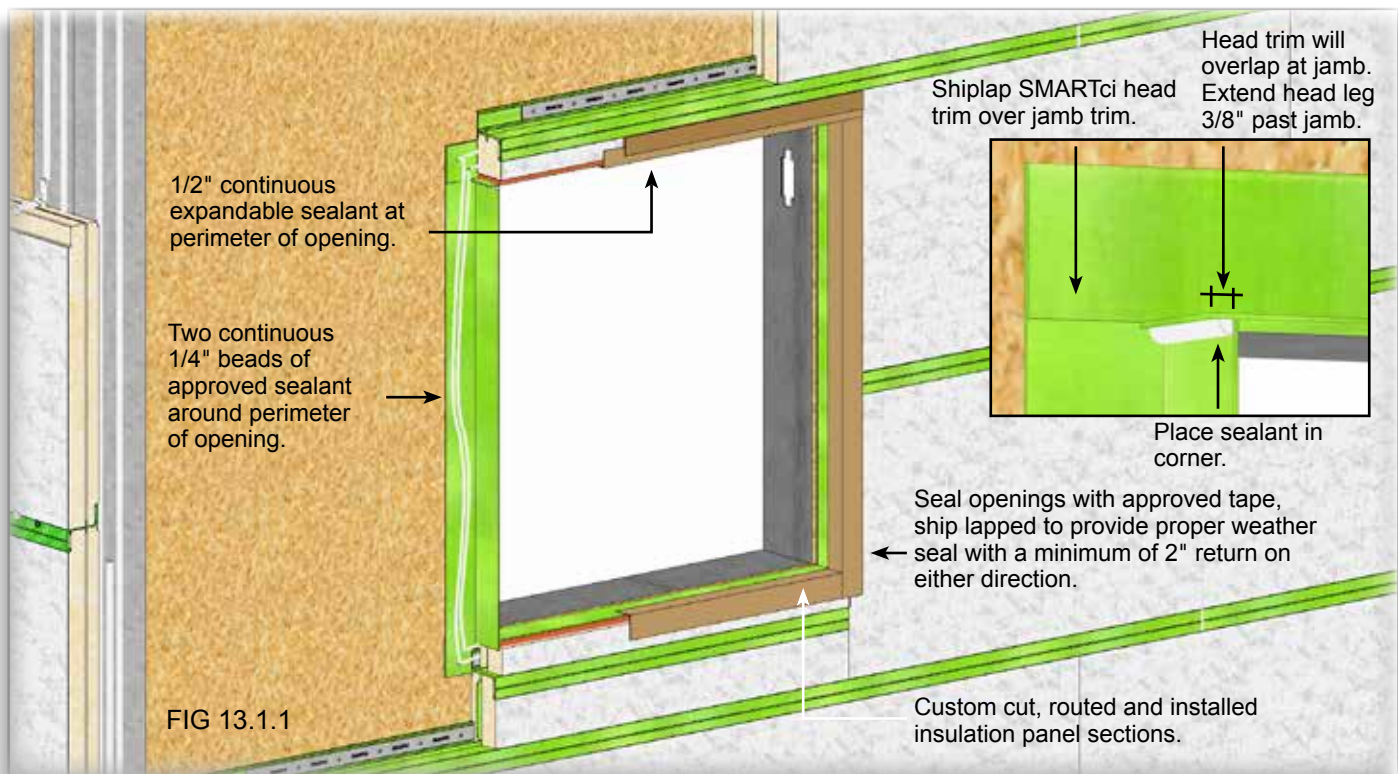 Head trim will
overlap at jamb.
Extend head leg
3/8" past jamb.
Shiplap SMARTci head
trim over jamb trim.
1/2" continuous
expandable sealant at
perimeter of opening.
Two continuous
1/4" beads of
approved sealant
around perimeter
of opening.
Place sealant in
corner.
Seal openings with approved tape,
ship lapped to provide proper weather
seal with a minimum of 2" return on
either direction.
Custom cut, routed and installed
insulation panel sections.
FIG 13.1.1